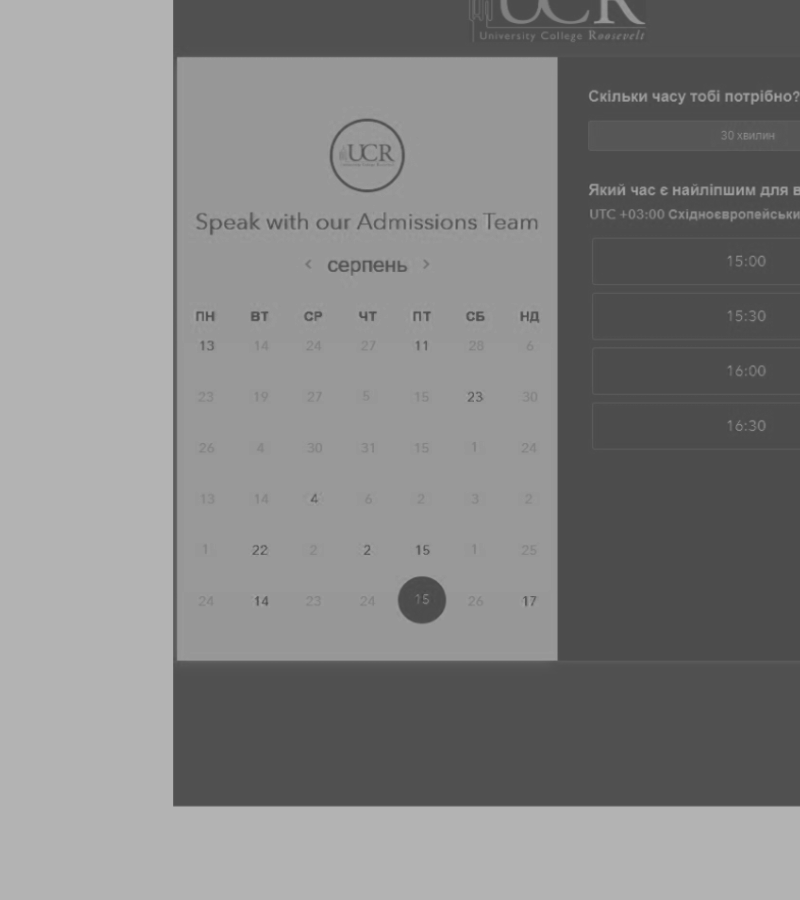 UCR
University College Roosevelt
UCR
Speak with our Admissions Team
< серпень >
ПН ВТ СР ЧТ ПТ СБ НД
13 14 24 27 11 28 6
23 19 27 5 15 23 30
26 4 30 31 15 1 24
13 14 4 6 2 3 2
1 22 2 2 15 1 25
24 14 23 24 15 26 17
Скільки часу тобі потрібно?
30 хвилин
Який час є найліпшим для в
UTC +03:00 Східноєвропейськи
15:00
15:30
16:00
16:30